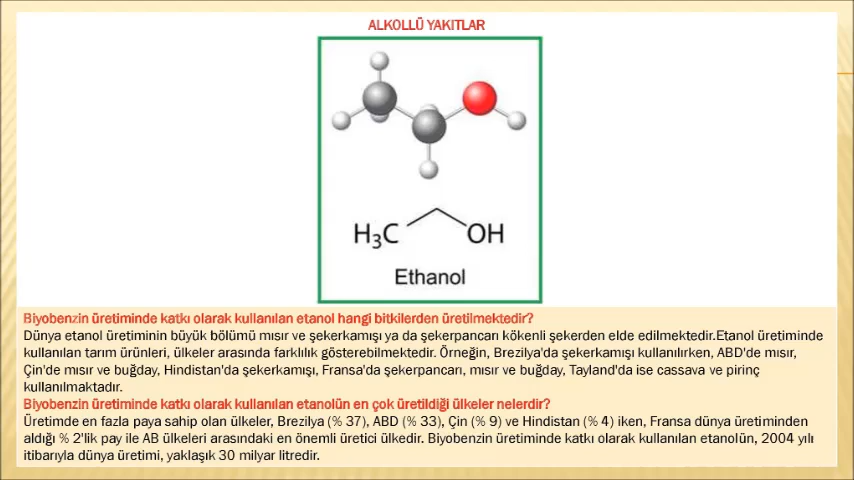 ALKOLLÜ YAKITLAR
H₃C
OH
Ethanol
Biyobenzin üretiminde katkı olarak kullanılan etanol hangi bitkilerden üretilmektedir?
Dünya etanol üretiminin büyük bölümü mısır ve şekerkamışı ya da şekerpancarı kökenli şekerden elde edilmektedir.Etanol üretiminde
kullanılan tarım ürünleri, ülkeler arasında farklılık gösterebilmektedir. Örneğin, Brezilya'da şekerkamışı kullanılırken, ABD'de mısır,
Çin'de mısır ve buğday, Hindistan'da şekerkamışı, Fransa'da şekerpancarı, mısır ve buğday, Tayland'da ise cassava ve pirinç
kullanılmaktadır.
Biyobenzin üretiminde katkı olarak kullanılan etanolün en çok üretildiği ülkeler nelerdir?
Üretimde en fazla paya sahip olan ülkeler, Brezilya (% 37), ABD (% 33), Çin (% 9) ve Hindistan (% 4) iken, Fransa dünya üretiminden
aldığı % 2'lik pay ile AB ülkeleri arasındaki en önemli üretici ülkedir. Biyobenzin üretiminde katkı olarak kullanılan etanolün, 2004 yılı
itibarıyla dünya üretimi, yaklaşık 30 milyar litredir.